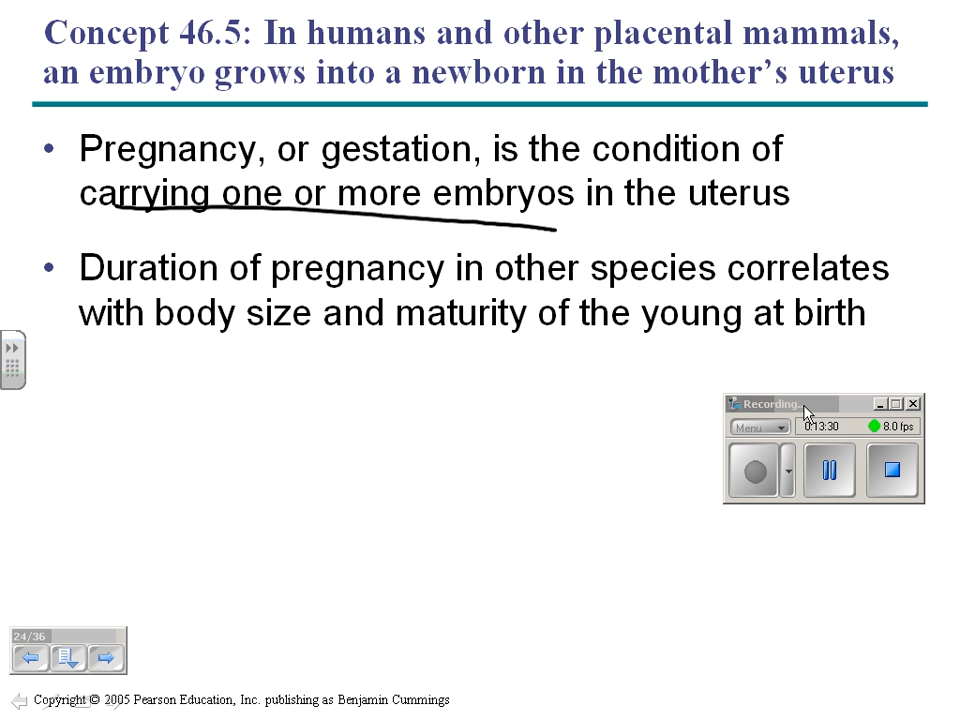 Concept 46.5: In humans and other placental mammals,
an embryo grows into a newborn in the mother's uterus
• Pregnancy, or gestation, is the condition of
carrying one or more embryos in the uterus
• Duration of pregnancy in other species correlates
with body size and maturity of the young at birth
Recording...
Menu 0:13:30 8.0 fps
24/36
Copyright © 2005 Pearson Education, Inc. publishing as Benjamin Cummings